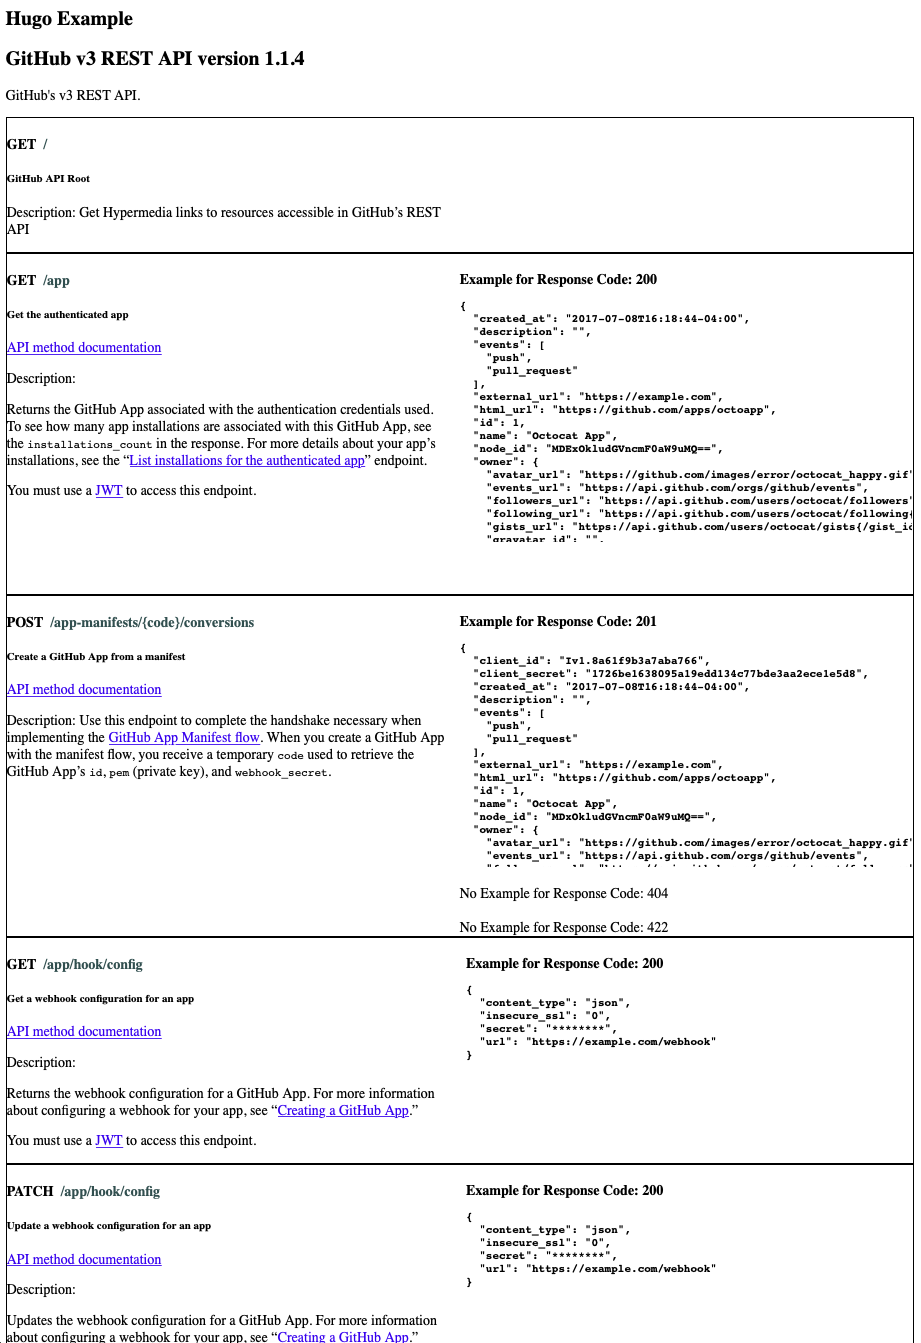 Hugo Example
GitHub v3 REST API version 1.1.4
GitHub's v3 REST API.
GET /
GitHub API Root
Description: Get Hypermedia links to resources accessible in GitHub’s REST
API
GET /app
Get the authenticated app
API method documentation
Description:
Returns the GitHub App associated with the authentication credentials used.
To see how many app installations are associated with this GitHub App, see
the installations_count in the response. For more details about your app’s
installations, see the “List installations for the authenticated app” endpoint.
You must use a JWT to access this endpoint.
Example for Response Code: 200
{
  "created_at": "2017-07-08T16:18:44-04:00",
  "description": "",
  "events": [
    "push",
    "pull_request"
  ],
  "external_url": "https://example.com",
  "html_url": "https://github.com/apps/octoapp",
  "id": 1,
  "name": "Octocat App",
  "node_id": "MDExOkludGVncmF0aW9uMQ==",
  "owner": {
    "avatar_url": "https://github.com/images/error/octocat_happy.gif"
    "events_url": "https://api.github.com/orgs/github/events",
    "followers_url": "https://api.github.com/users/octocat/followers"
    "following_url": "https://api.github.com/users/octocat/following{
    "gists_url": "https://api.github.com/users/octocat/gists{/gist_id
    "gravatar_id": "",
POST /app-manifests/{code}/conversions
Create a GitHub App from a manifest
API method documentation
Description: Use this endpoint to complete the handshake necessary when
implementing the GitHub App Manifest flow. When you create a GitHub App
with the manifest flow, you receive a temporary code used to retrieve the
GitHub App’s id, pem (private key), and webhook_secret.
Example for Response Code: 201
{
  "client_id": "Iv1.8a61f9b3a7aba766",
  "client_secret": "1726be1638095a19edd134c77bde3aa2ece1e5d8",
  "created_at": "2017-07-08T16:18:44-04:00",
  "description": "",
  "events": [
    "push",
    "pull_request"
  ],
  "external_url": "https://example.com",
  "html_url": "https://github.com/apps/octoapp",
  "id": 1,
  "name": "Octocat App",
  "node_id": "MDxOkludGVncmF0aW9uMQ==",
  "owner": {
    "avatar_url": "https://github.com/images/error/octocat_happy.gif"
    "events_url": "https://api.github.com/orgs/github/events",
No Example for Response Code: 404
No Example for Response Code: 422
GET /app/hook/config
Get a webhook configuration for an app
API method documentation
Description:
Returns the webhook configuration for a GitHub App. For more information
about configuring a webhook for your app, see “Creating a GitHub App.”
You must use a JWT to access this endpoint.
Example for Response Code: 200
{
  "content_type": "json",
  "insecure_ssl": "0",
  "secret": "********",
  "url": "https://example.com/webhook"
}
PATCH /app/hook/config
Update a webhook configuration for an app
API method documentation
Description:
Updates the webhook configuration for a GitHub App. For more information
about configuring a webhook for your app, see “Creating a GitHub App.”
Example for Response Code: 200
{
  "content_type": "json",
  "insecure_ssl": "0",
  "secret": "********",
  "url": "https://example.com/webhook"
}